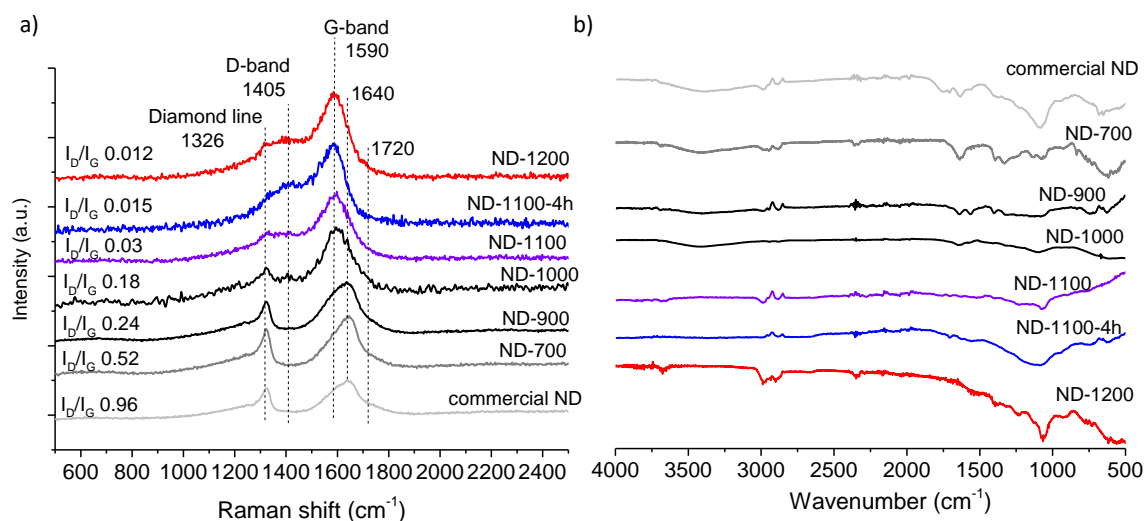 a)
G-band
1590
D-band
1405
1640
Diamond line
1326
1720
I_D/I_G 0.012
ND-1200
I_D/I_G 0.015
ND-1100-4h
I_D/I_G 0.03
ND-1100
I_D/I_G 0.18
ND-1000
I_D/I_G 0.24
ND-900
I_D/I_G 0.52
ND-700
I_D/I_G 0.96
commercial ND
Intensity (a.u.)
600 1000 1400 1800 2200
800 1200 1600 2000 2400
Raman shift (cm⁻¹)
b)
commercial ND
ND-700
ND-900
ND-1000
ND-1100
ND-1100-4h
ND-1200
4000 3500 3000 2500 2000 1500 1000 500
Wavenumber (cm⁻¹)